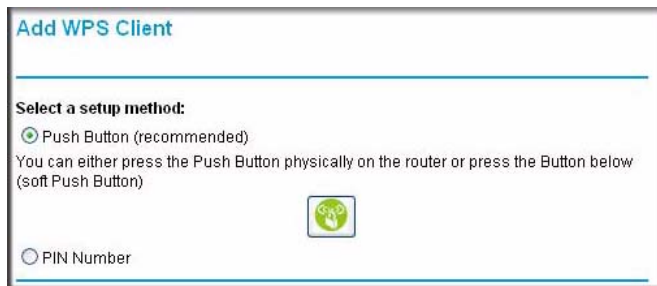 Add WPS Client
Select a setup method:
Push Button (recommended)
You can either press the Push Button physically on the router or press the Button below
(soft Push Button)
PIN Number